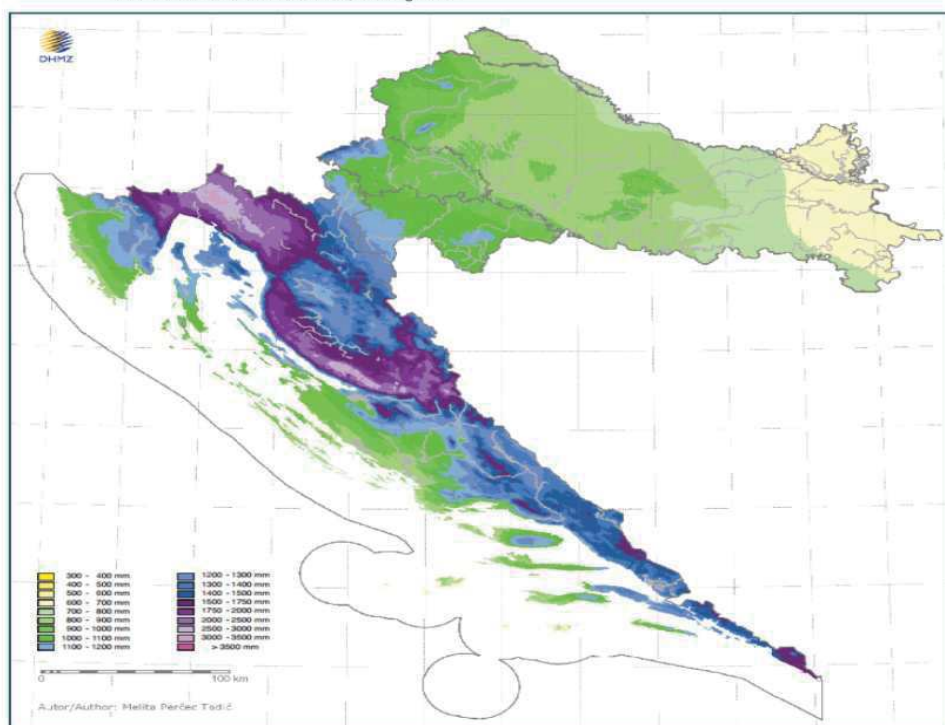 DHMZ
300 - 400 mm
400 - 500 mm
500 - 600 mm
600 - 700 mm
700 - 800 mm
800 - 900 mm
900 - 1000 mm
1000 - 1100 mm
1100 - 1200 mm
1200 - 1300 mm
1300 - 1400 mm
1400 - 1500 mm
1500 - 1750 mm
1750 - 2000 mm
2000 - 2500 mm
2500 - 3000 mm
3000 - 3500 mm
> 3500 mm
0 100 km
Autor/Author: Melita Perčec Tadić